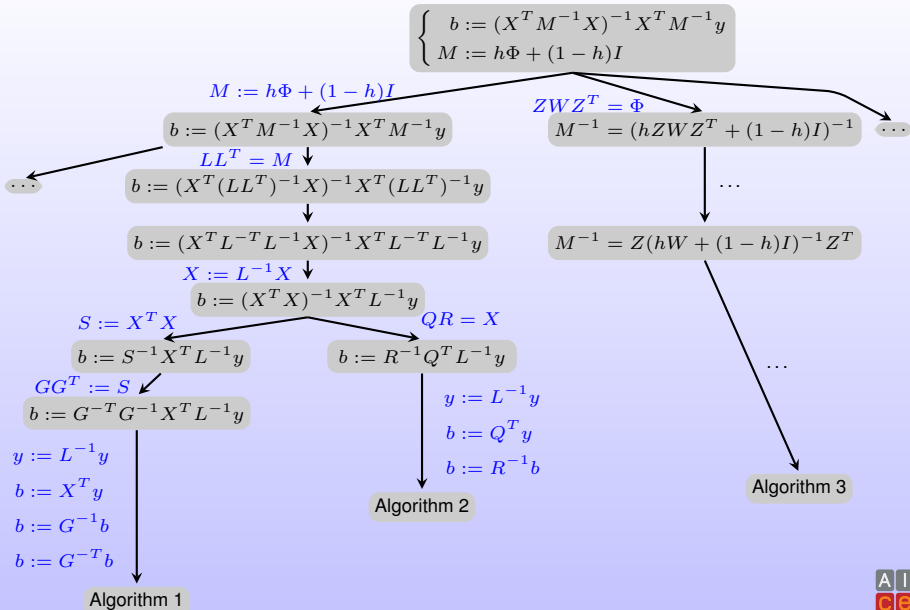 b := (X^T M^{-1} X)^{-1} X^T M^{-1} y
M := hΦ + (1 − h)I
M := hΦ + (1 − h)I
ZWZ^T = Φ
b := (X^T M^{-1} X)^{-1} X^T M^{-1} y
M^{-1} = (hZWZ^T + (1 − h)I)^{-1}
...
LL^T = M
...
b := (X^T (LL^T)^{-1} X)^{-1} X^T (LL^T)^{-1} y
...
b := (X^T L^{-T} L^{-1} X)^{-1} X^T L^{-T} L^{-1} y
M^{-1} = Z(hW + (1 − h)I)^{-1} Z^T
X := L^{-1} X
b := (X^T X)^{-1} X^T L^{-1} y
S := X^T X
QR = X
b := S^{-1} X^T L^{-1} y
b := R^{-1} Q^T L^{-1} y
...
GG^T := S
b := G^{-T} G^{-1} X^T L^{-1} y
y := L^{-1} y
b := Q^T y
b := R^{-1} b
y := L^{-1} y
b := X^T y
b := G^{-1} b
b := G^{-T} b
Algorithm 3
Algorithm 2
Algorithm 1
A I
C e